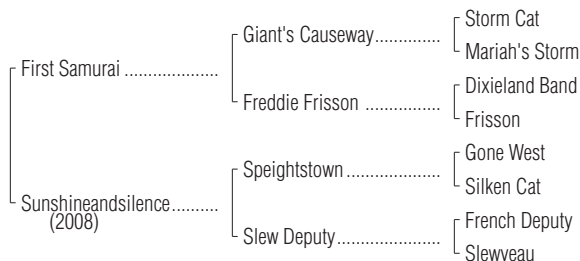 Storm Cat
Giant's Causeway..............
Mariah's Storm
First Samurai ....................
Dixieland Band
Freddie Frisson ................
Frisson
Gone West
Speightstown....................
Silken Cat
Sunshineandsilence..........
(2008)
French Deputy
Slew Deputy......................
Slewveau